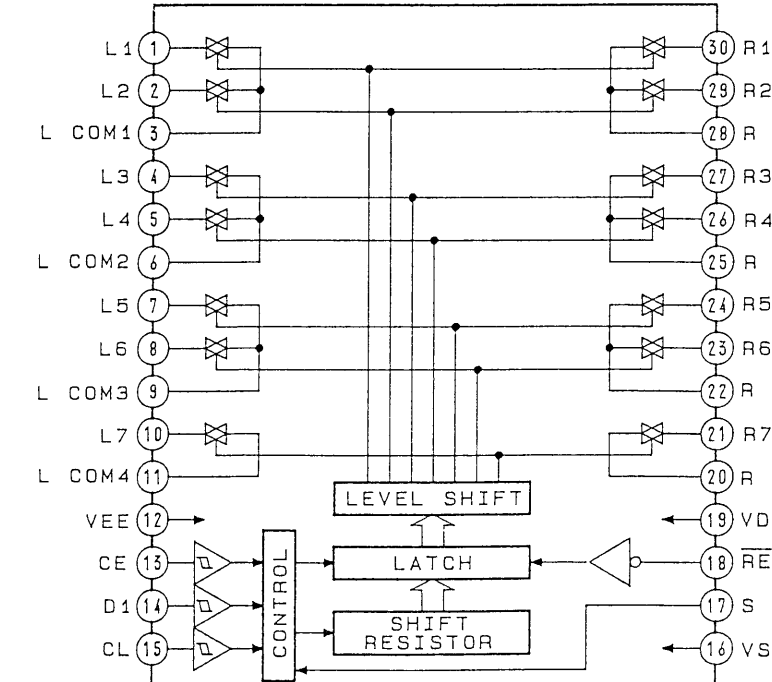 L1 1 30 R1
L2 2 29 R2
L COM1 3 28 R
L3 4 27 R3
L4 5 26 R4
L COM2 6 25 R
L5 7 24 R5
L6 8 23 R6
L COM3 9 22 R
L7 10 21 R7
L COM4 11 20 R
LEVEL SHIFT
VEE 12 19 VD
CE 13 LATCH 18 RE
D1 14 17 S
CONTROL
SHIFT
RESISTOR
CL 15 16 VS